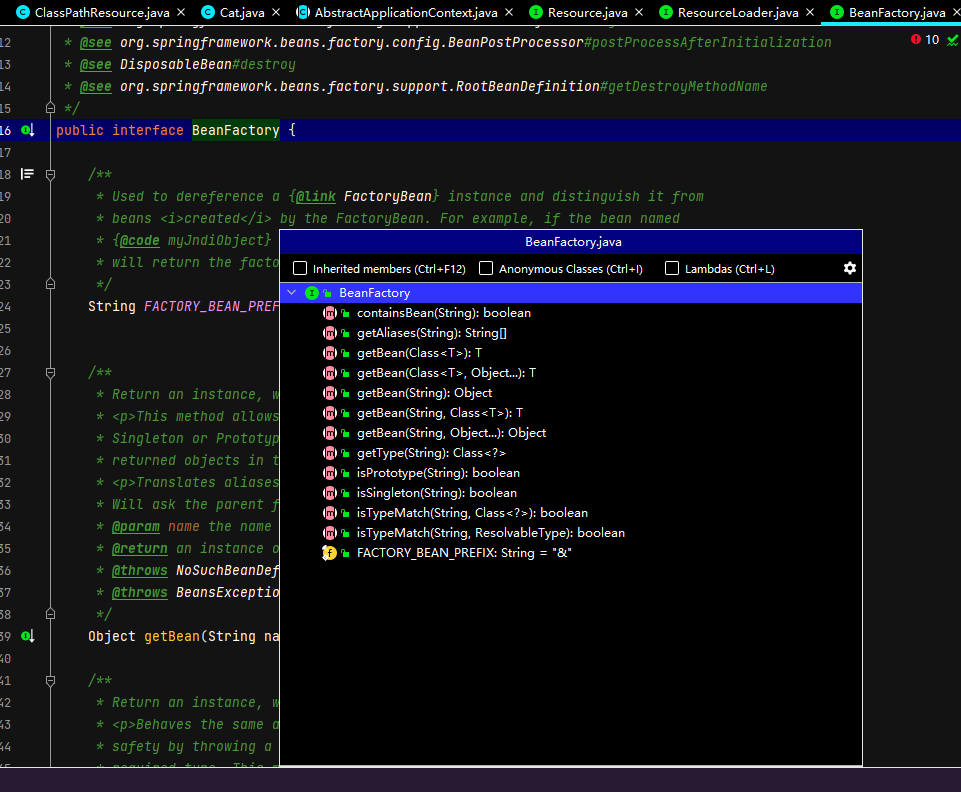 ClassPathResource.java Cat.java AbstractApplicationContext.java Resource.java ResourceLoader.java BeanFactory.java
12 * @see org.springframework.beans.factory.config.BeanPostProcessor#postProcessAfterInitialization 10
13 * @see DisposableBean#destroy
14 * @see org.springframework.beans.factory.support.RootBeanDefinition#getDestroyMethodName
15 */
16 public interface BeanFactory {
17
18 /**
19 * Used to dereference a {@link FactoryBean} instance and distinguish it from
20 * beans <i>created</i> by the FactoryBean. For example, if the bean named
21 * {@code myJndiObject}
22 * will return the facto
23 */
24 String FACTORY_BEAN_PREF
25
26
27 /**
28 * Return an instance, w
29 * <p>This method allows
30 * Singleton or Prototyp
31 * returned objects in t
32 * <p>Translates aliases
33 * Will ask the parent f
34 * @param name the name
35 * @return an instance o
36 * @throws NoSuchBeanDef
37 * @throws BeansExceptio
38 */
39 Object getBean(String na
40
41 /**
42 * Return an instance, w
43 * <p>Behaves the same a
44 * safety by throwing a
BeanFactory.java
Inherited members (Ctrl+F12) Anonymous Classes (Ctrl+I) Lambdas (Ctrl+L)
BeanFactory
containsBean(String): boolean
getAliases(String): String[]
getBean(Class<T>): T
getBean(Class<T>, Object...): T
getBean(String): Object
getBean(String, Class<T>): T
getBean(String, Object...): Object
getType(String): Class<?>
isPrototype(String): boolean
isSingleton(String): boolean
isTypeMatch(String, Class<?>): boolean
isTypeMatch(String, ResolvableType): boolean
FACTORY_BEAN_PREFIX: String = "&"